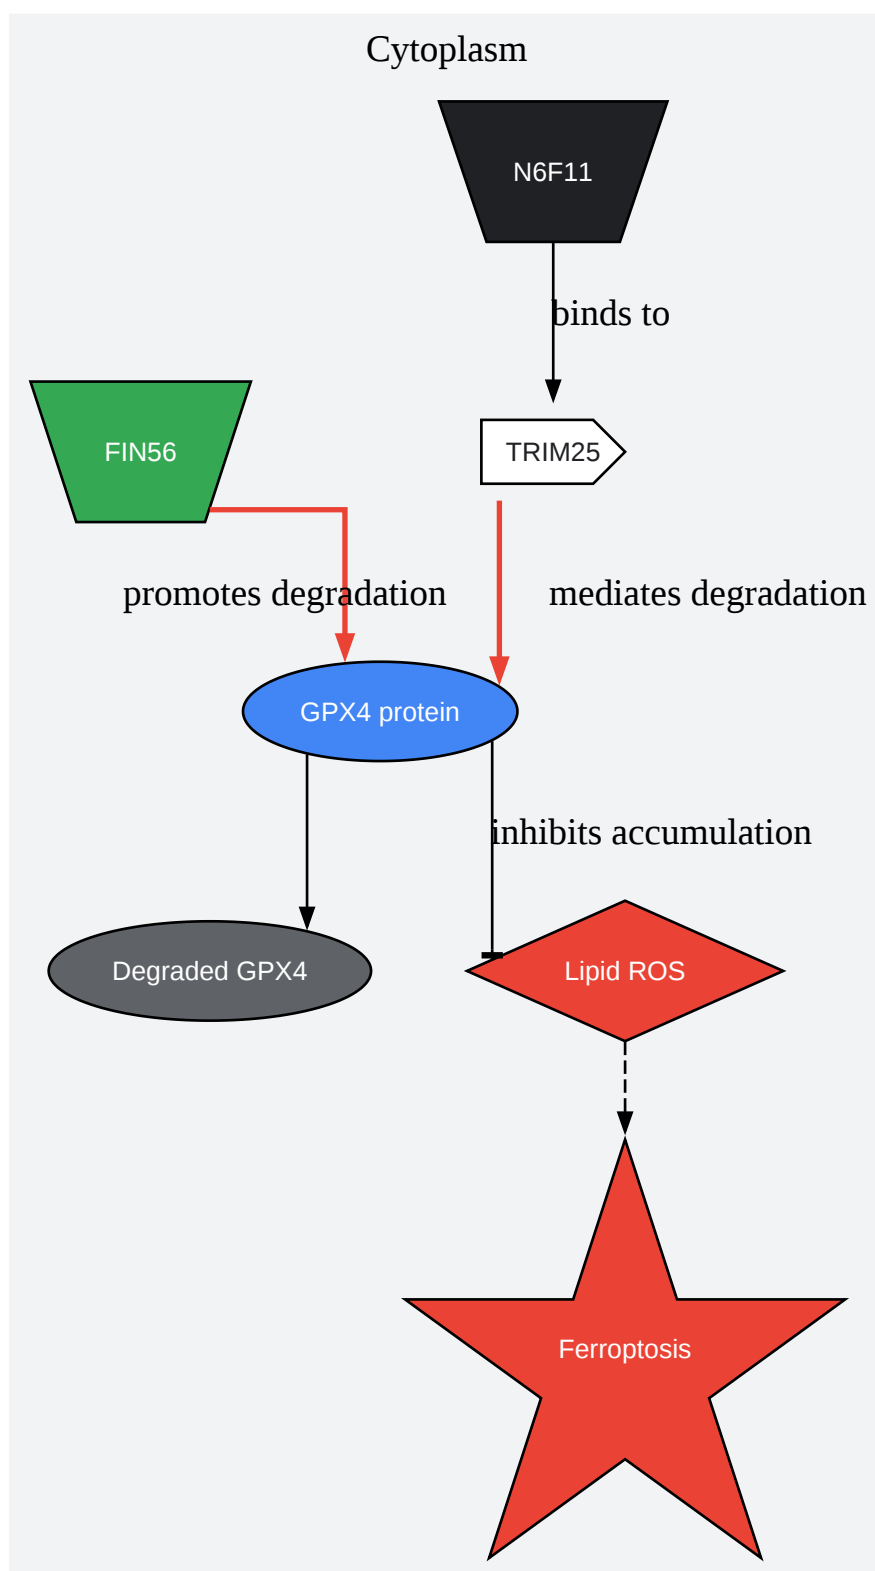 Cytoplasm
N6F11
binds to
FIN56
TRIM25
promotes degradation
mediates degradation
GPX4 protein
inhibits accumulation
Degraded GPX4
Lipid ROS
Ferroptosis